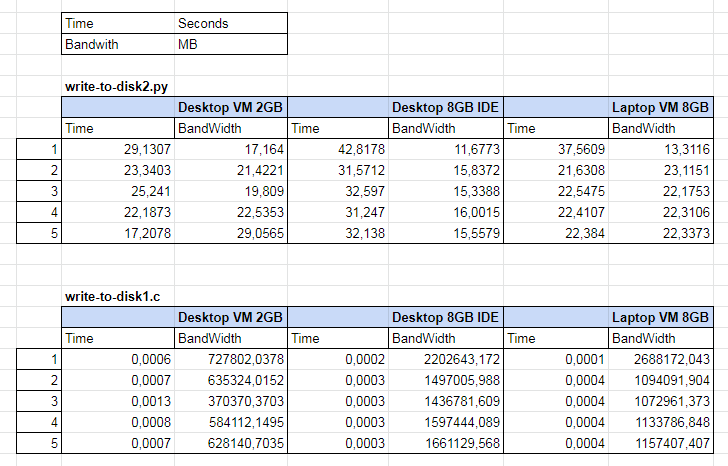 Time Seconds
Bandwith MB
write-to-disk2.py
Desktop VM 2GB Desktop 8GB IDE Laptop VM 8GB
Time BandWidth Time BandWidth Time BandWidth
1 29,1307 17,164 42,8178 11,6773 37,5609 13,3116
2 23,3403 21,4221 31,5712 15,8372 21,6308 23,1151
3 25,241 19,809 32,597 15,3388 22,5475 22,1753
4 22,1873 22,5353 31,247 16,0015 22,4107 22,3106
5 17,2078 29,0565 32,138 15,5579 22,384 22,3373
write-to-disk1.c
Desktop VM 2GB Desktop 8GB IDE Laptop VM 8GB
Time BandWidth Time BandWidth Time BandWidth
1 0,0006 727802,0378 0,0002 2202643,172 0,0001 2688172,043
2 0,0007 635324,0152 0,0003 1497005,988 0,0004 1094091,904
3 0,0013 370370,3703 0,0003 1436781,609 0,0004 1072961,373
4 0,0008 584112,1495 0,0003 1597444,089 0,0004 1133786,848
5 0,0007 628140,7035 0,0003 1661129,568 0,0004 1157407,407